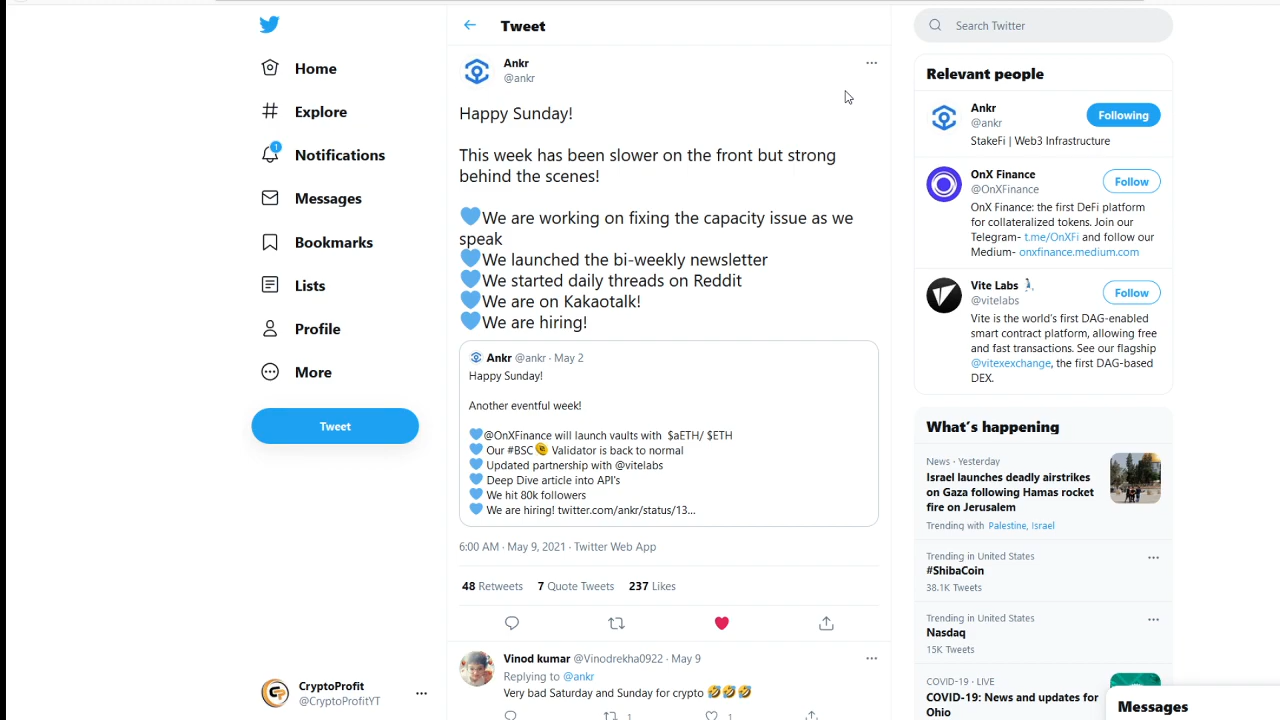 Home
Explore
1
Notifications
Messages
Bookmarks
Lists
Profile
More
Tweet
CryptoProfit
@CryptoProfitYT
Tweet
Ankr
@ankr
Happy Sunday!
This week has been slower on the front but strong
behind the scenes!
💙We are working on fixing the capacity issue as we
speak
💙We launched the bi-weekly newsletter
💙We started daily threads on Reddit
💙We are on Kakaotalk!
💙We are hiring!
Ankr @ankr · May 2
Happy Sunday!
Another eventful week!
💙@OnXFinance will launch vaults with $aETH/ $ETH
💙 Our #BSC Validator is back to normal
💙 Updated partnership with @vitelabs
💙 Deep Dive article into API's
💙 We hit 80k followers
💙 We are hiring! twitter.com/ankr/status/13...
6:00 AM · May 9, 2021 · Twitter Web App
48 Retweets 7 Quote Tweets 237 Likes
Vinod kumar @Vinodrekha0922 · May 9
Replying to @ankr
Very bad Saturday and Sunday for crypto 🤣🤣🤣
1 1
Search Twitter
Relevant people
Ankr
@ankr
Following
StakeFi | Web3 Infrastructure
OnX Finance
@OnXFinance
Follow
OnX Finance: the first DeFi platform
for collateralized tokens. Join our
Telegram- t.me/OnXFi and follow our
Medium- onxfinance.medium.com
Vite Labs
@vitelabs
Follow
Vite is the world's first DAG-enabled
smart contract platform, allowing free
and fast transactions. See our flagship
@vitexexchange, the first DAG-based
DEX.
What's happening
News · Yesterday
Israel launches deadly airstrikes
on Gaza following Hamas rocket
fire on Jerusalem
Trending with Palestine, Israel
Trending in United States
#ShibaCoin
38.1K Tweets
Trending in United States
Nasdaq
15K Tweets
COVID-19 · LIVE
COVID-19: News and updates for
Ohio
Messages